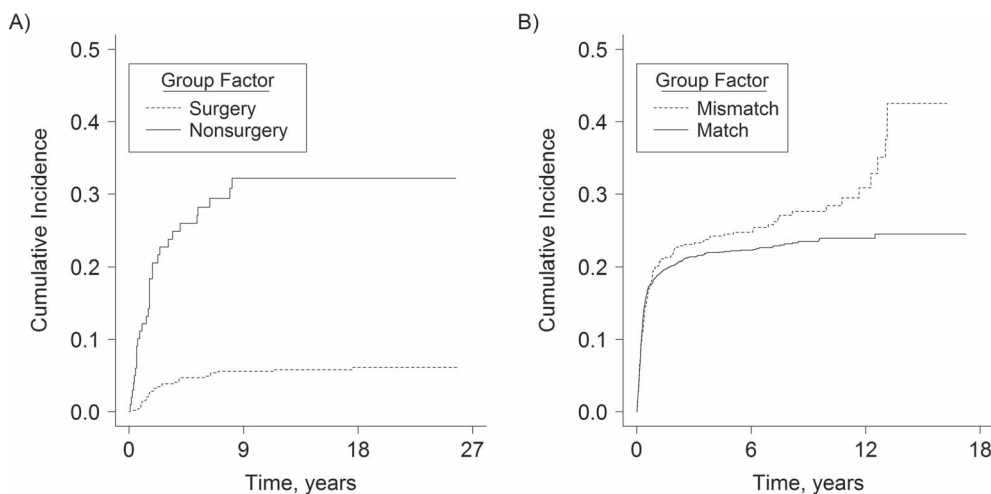 A)
Cumulative Incidence
0.5
0.4
0.3
0.2
0.1
0.0
Group Factor
Surgery
Nonsurgery
0 9 18 27
Time, years
B)
Cumulative Incidence
0.5
0.4
0.3
0.2
0.1
0.0
Group Factor
Mismatch
Match
0 6 12 18
Time, years